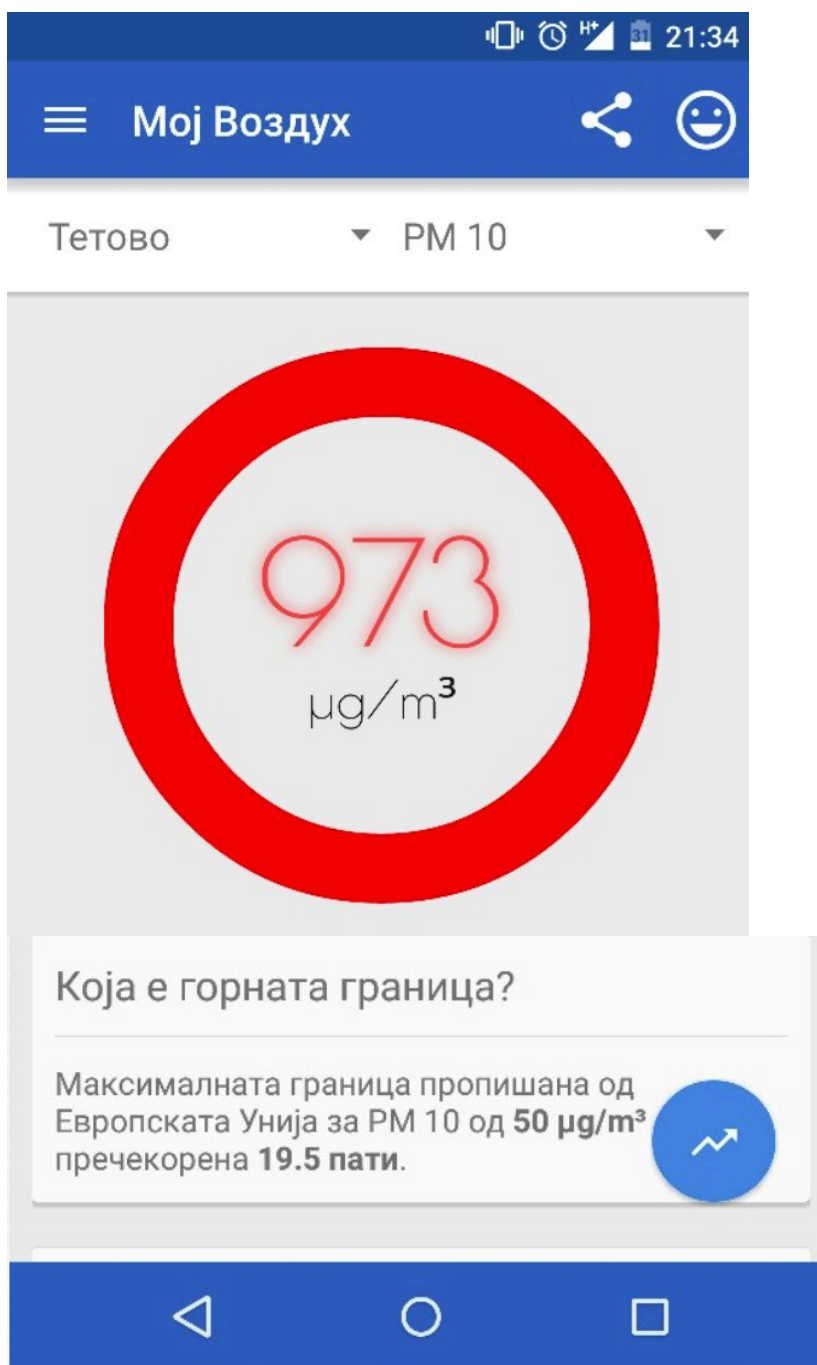 H+ 31 21:34
Мој Воздух
Тетово PM 10
973
µg/m³
Која е горната граница?
Максималната граница пропишана од
Европската Унија за PM 10 од 50 µg/m³
пречекорена 19.5 пати.